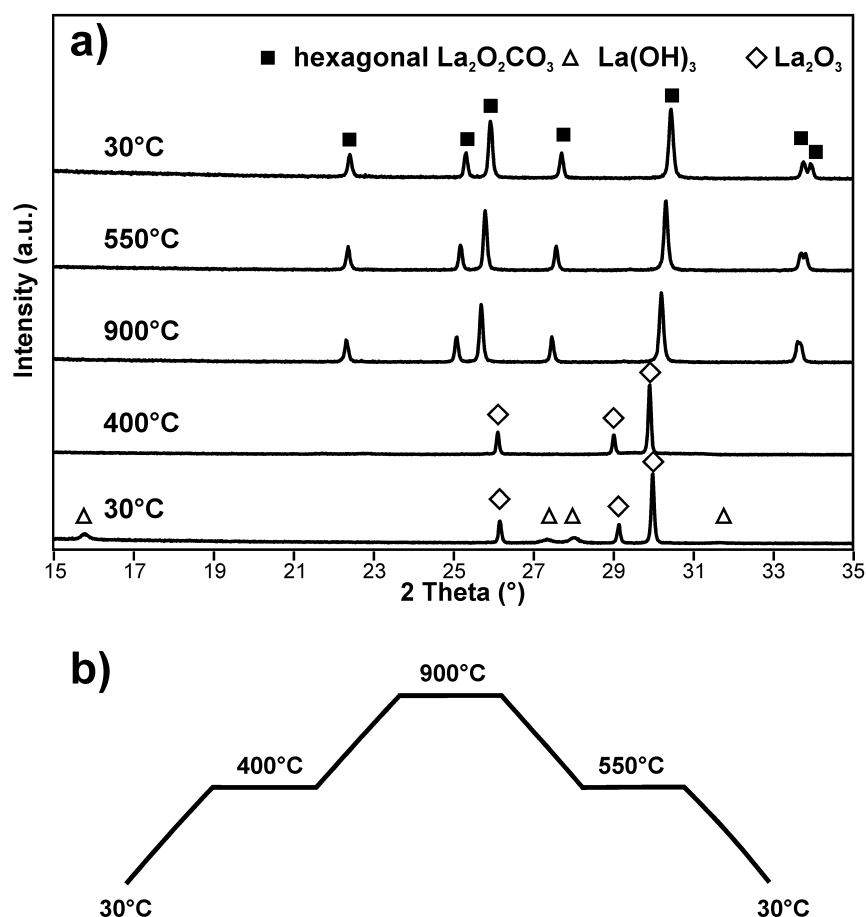 a)
hexagonal La₂O₂CO₃ La(OH)₃ La₂O₃
30°C
550°C
900°C
400°C
30°C
Intensity (a.u.)
15 17 19 21 23 25 27 29 31 33 35
2 Theta (°)
b)
900°C
400°C 550°C
30°C 30°C